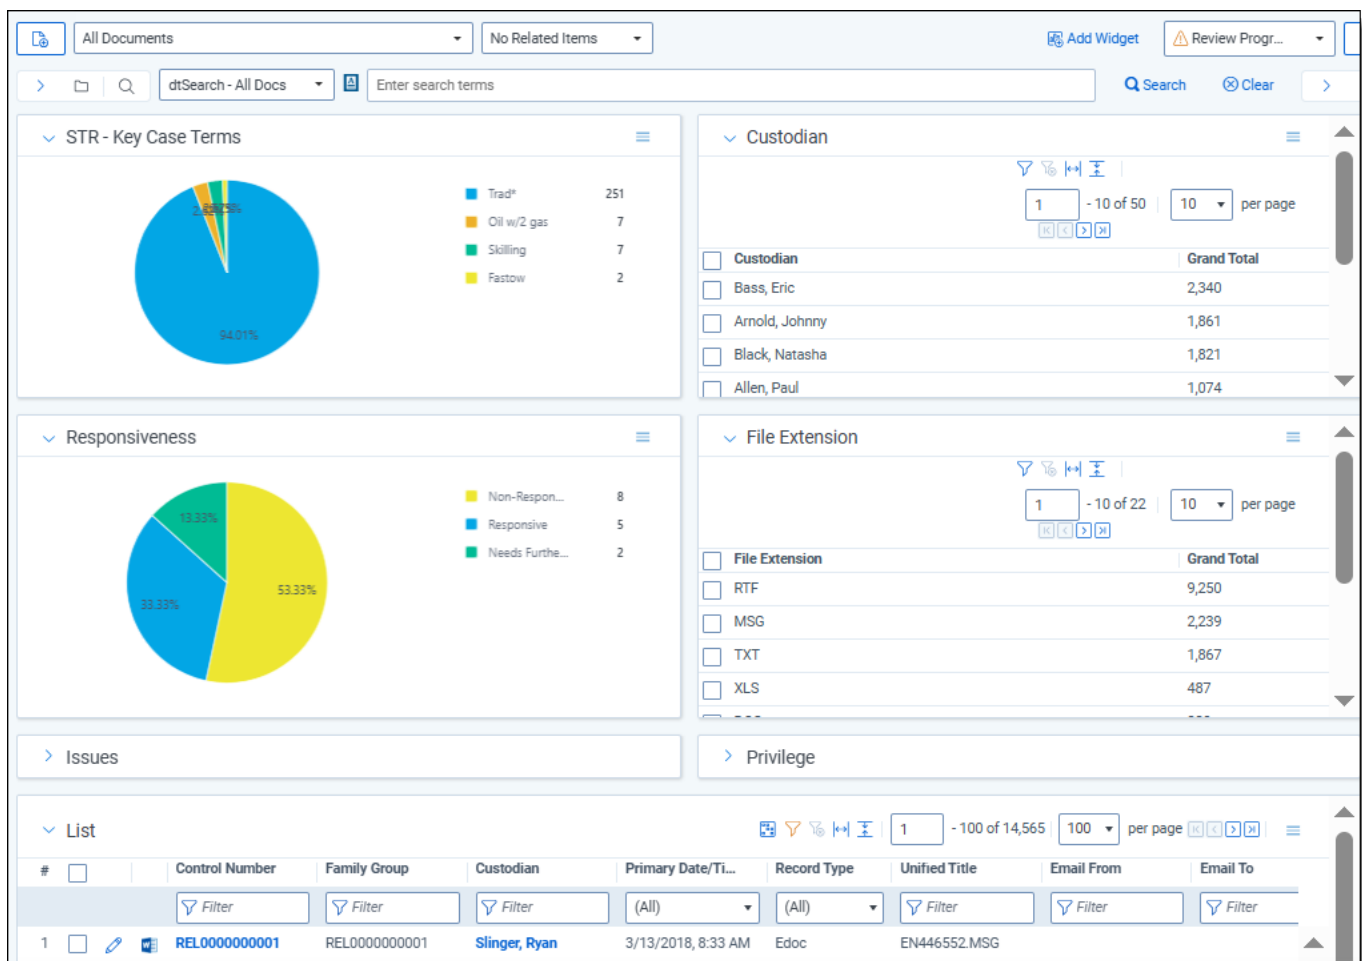 All Documents
No Related Items
Add Widget
Review Progr...
dtSearch - All Docs
Enter search terms
Search
Clear
STR - Key Case Terms
94.01%
Trad* 251
Oil w/2 gas 7
Skilling 7
Fastow 2
Custodian
1 - 10 of 50 10 per page
Custodian Grand Total
Bass, Eric 2,340
Arnold, Johnny 1,861
Black, Natasha 1,821
Allen, Paul 1,074
Responsiveness
13.33%
53.33%
33.33%
Non-Respon... 8
Responsive 5
Needs Furthe... 2
File Extension
1 - 10 of 22 10 per page
File Extension Grand Total
RTF 9,250
MSG 2,239
TXT 1,867
XLS 487
Issues
Privilege
List
1 - 100 of 14,565 100 per page
# Control Number Family Group Custodian Primary Date/Ti... Record Type Unified Title Email From Email To
Filter Filter Filter (All) (All) Filter Filter Filter
1 REL0000000001 REL0000000001 Slinger, Ryan 3/13/2018, 8:33 AM Edoc EN446552.MSG